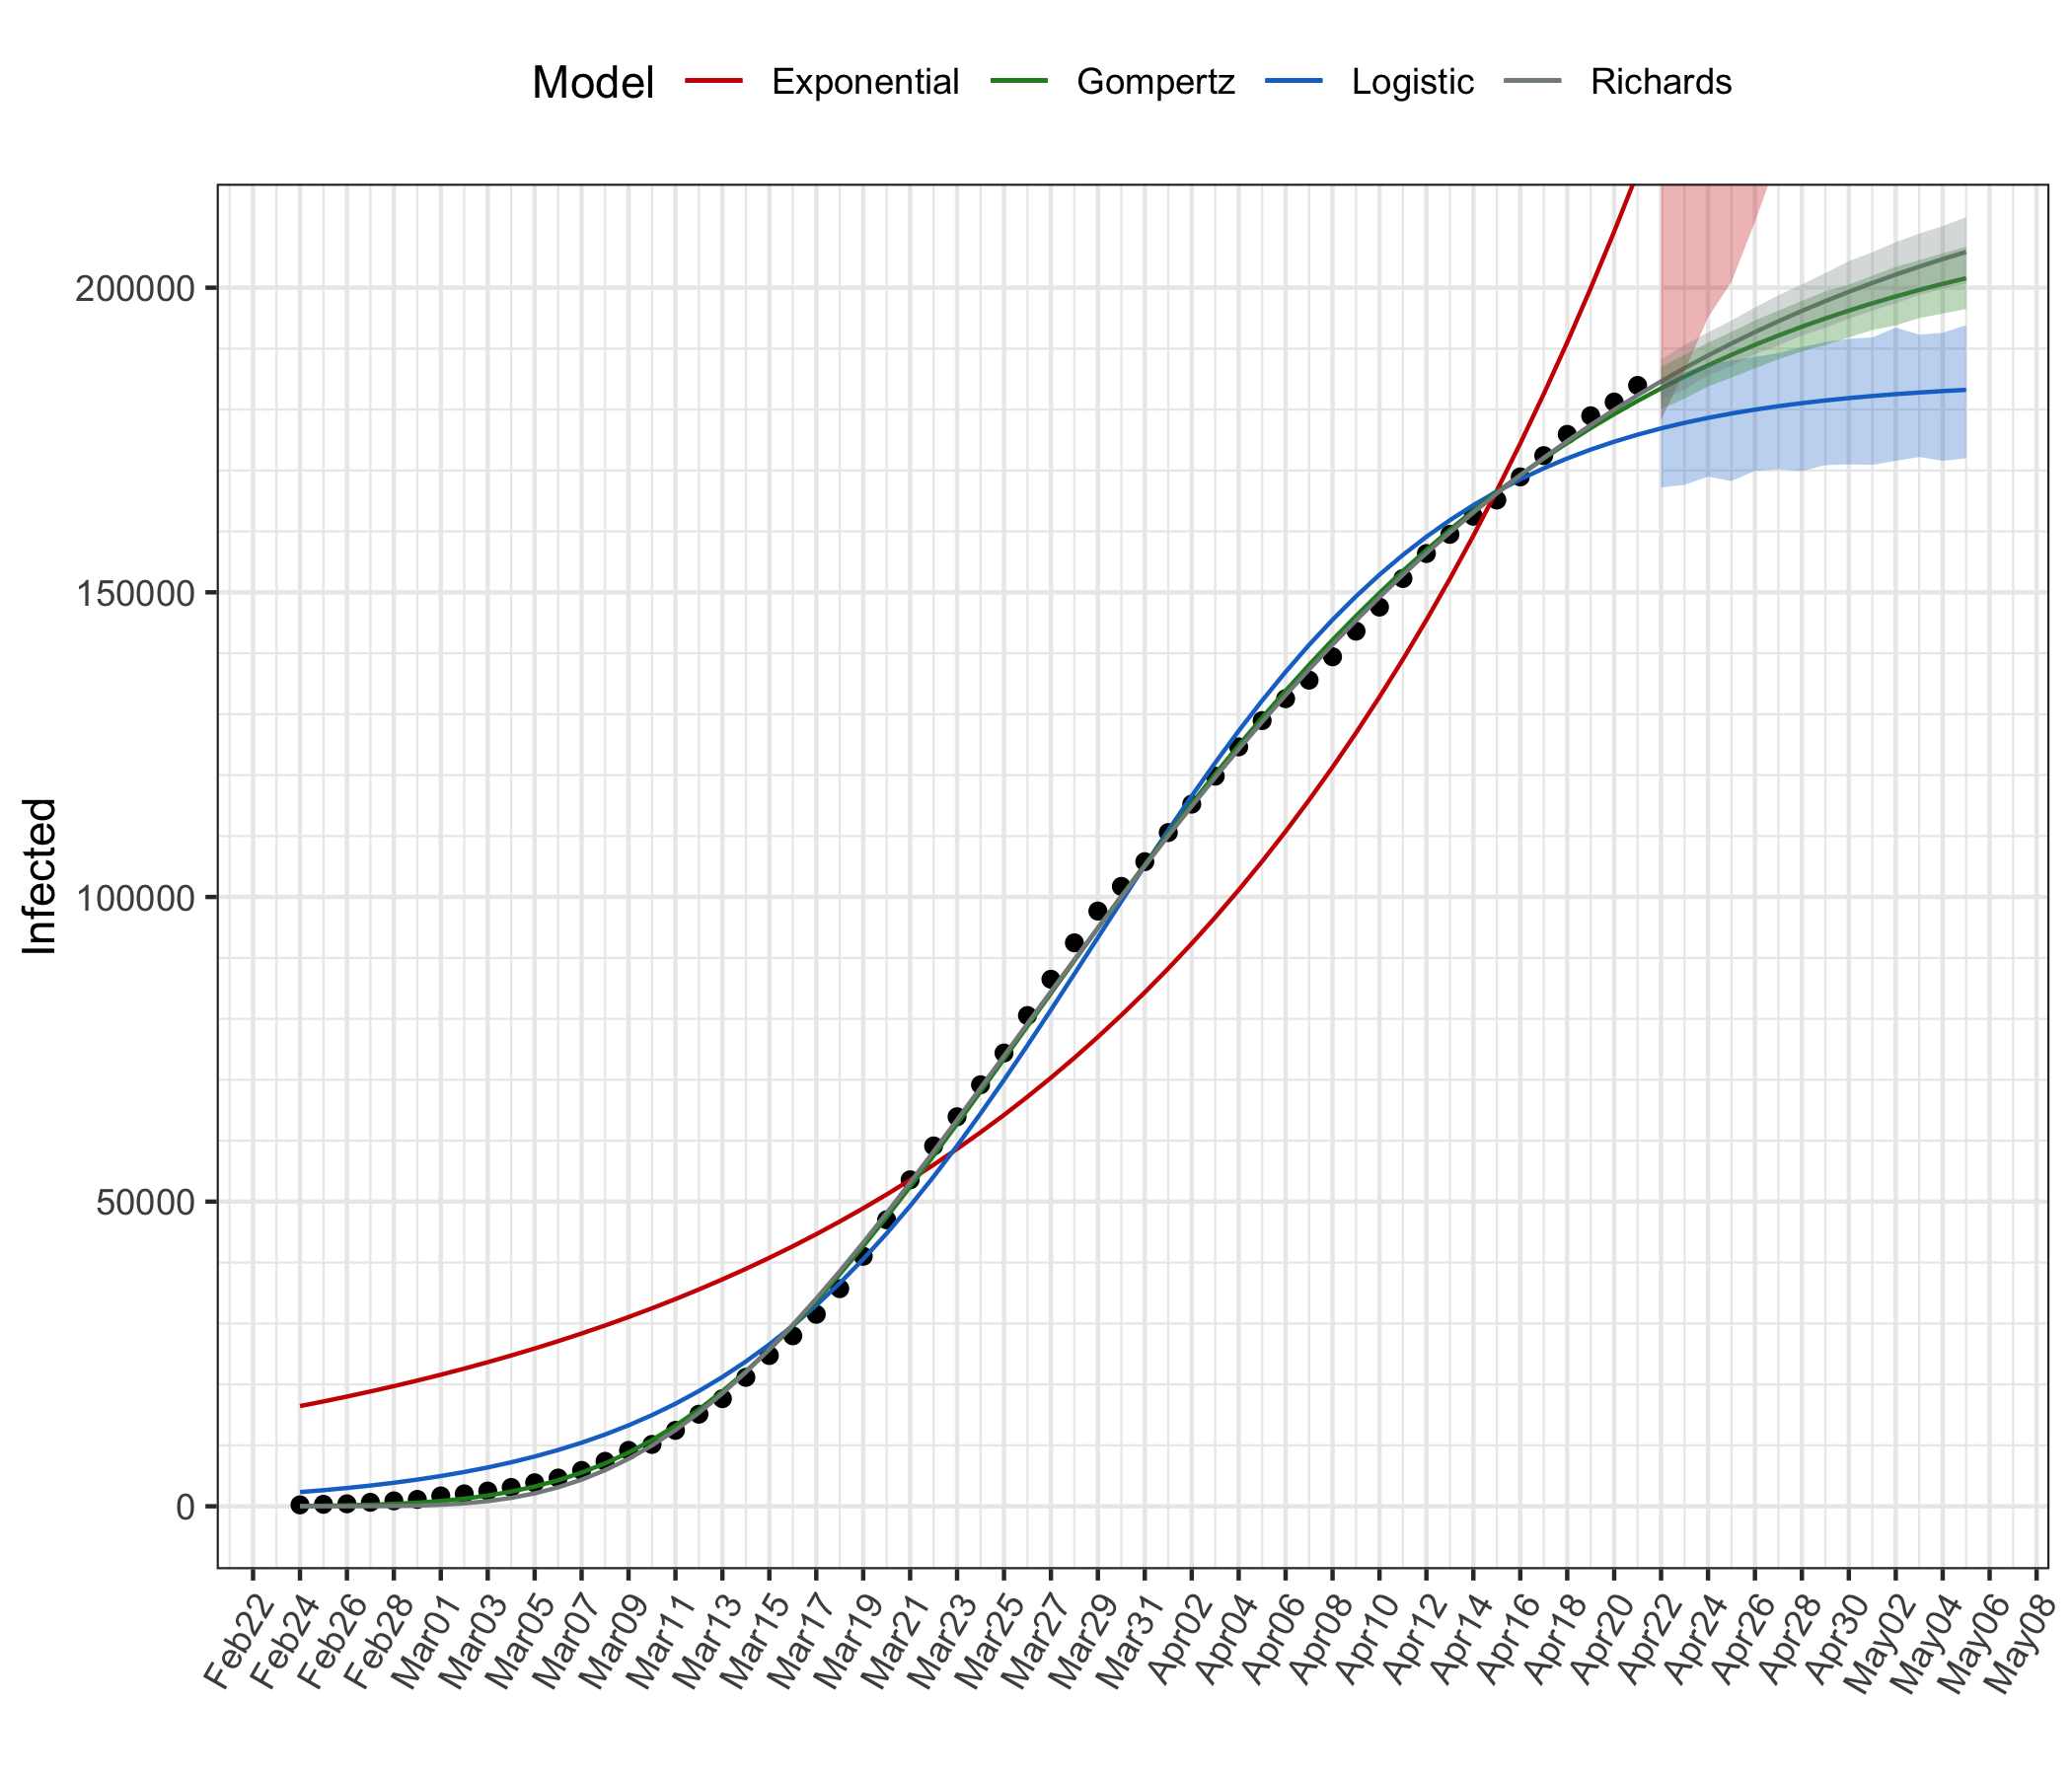 Model Exponential Gompertz Logistic Richards
Infected
200000
150000
100000
50000
0
Feb22 Feb24 Feb26 Feb28 Mar01 Mar03 Mar05 Mar07 Mar09 Mar11 Mar13 Mar15 Mar17 Mar19 Mar21 Mar23 Mar25 Mar27 Mar29 Mar31 Apr02 Apr04 Apr06 Apr08 Apr10 Apr12 Apr14 Apr16 Apr18 Apr20 Apr22 Apr24 Apr26 Apr28 Apr30 May02 May04 May06 May08